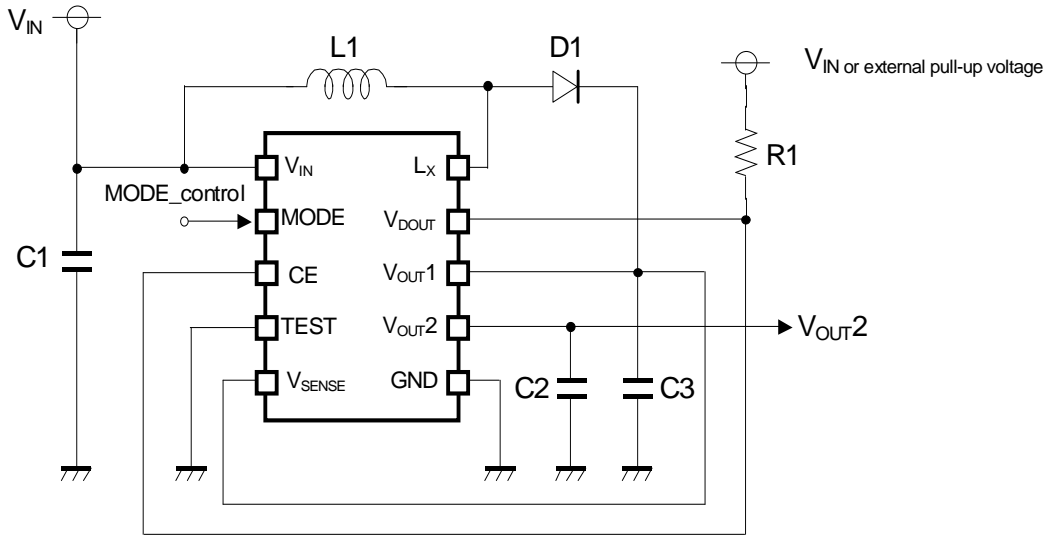 VIN
L1
D1
VIN or external pull-up voltage
R1
VIN
LX
MODE_control
MODE
VDOUT
C1
CE
VOUT1
TEST
VOUT2
VOUT2
VSENSE
GND
C2
C3